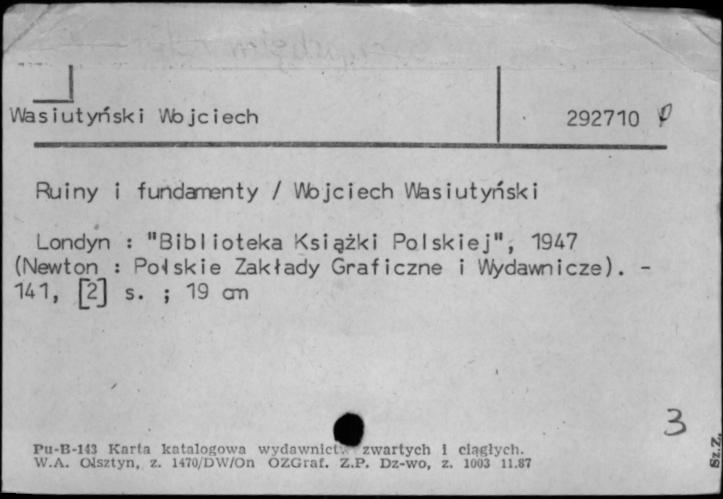 Wasiutyński Wojciech 292710
Ruiny i fundamenty / Wojciech Wasiutyński
Londyn : "Biblioteka Książki Polskiej", 1947
(Newton : Polskie Zakłady Graficzne i Wydawnicze). -
141, [2] s. ; 19 cm
3
Pu-B-143 Karta katalogowa wydawnictw zwartych i ciągłych.
W.A. Olsztyn, z. 1470/DW/On OZGraf. Z.P. Dz-wo, z. 1003 11.87
Sz.Z.